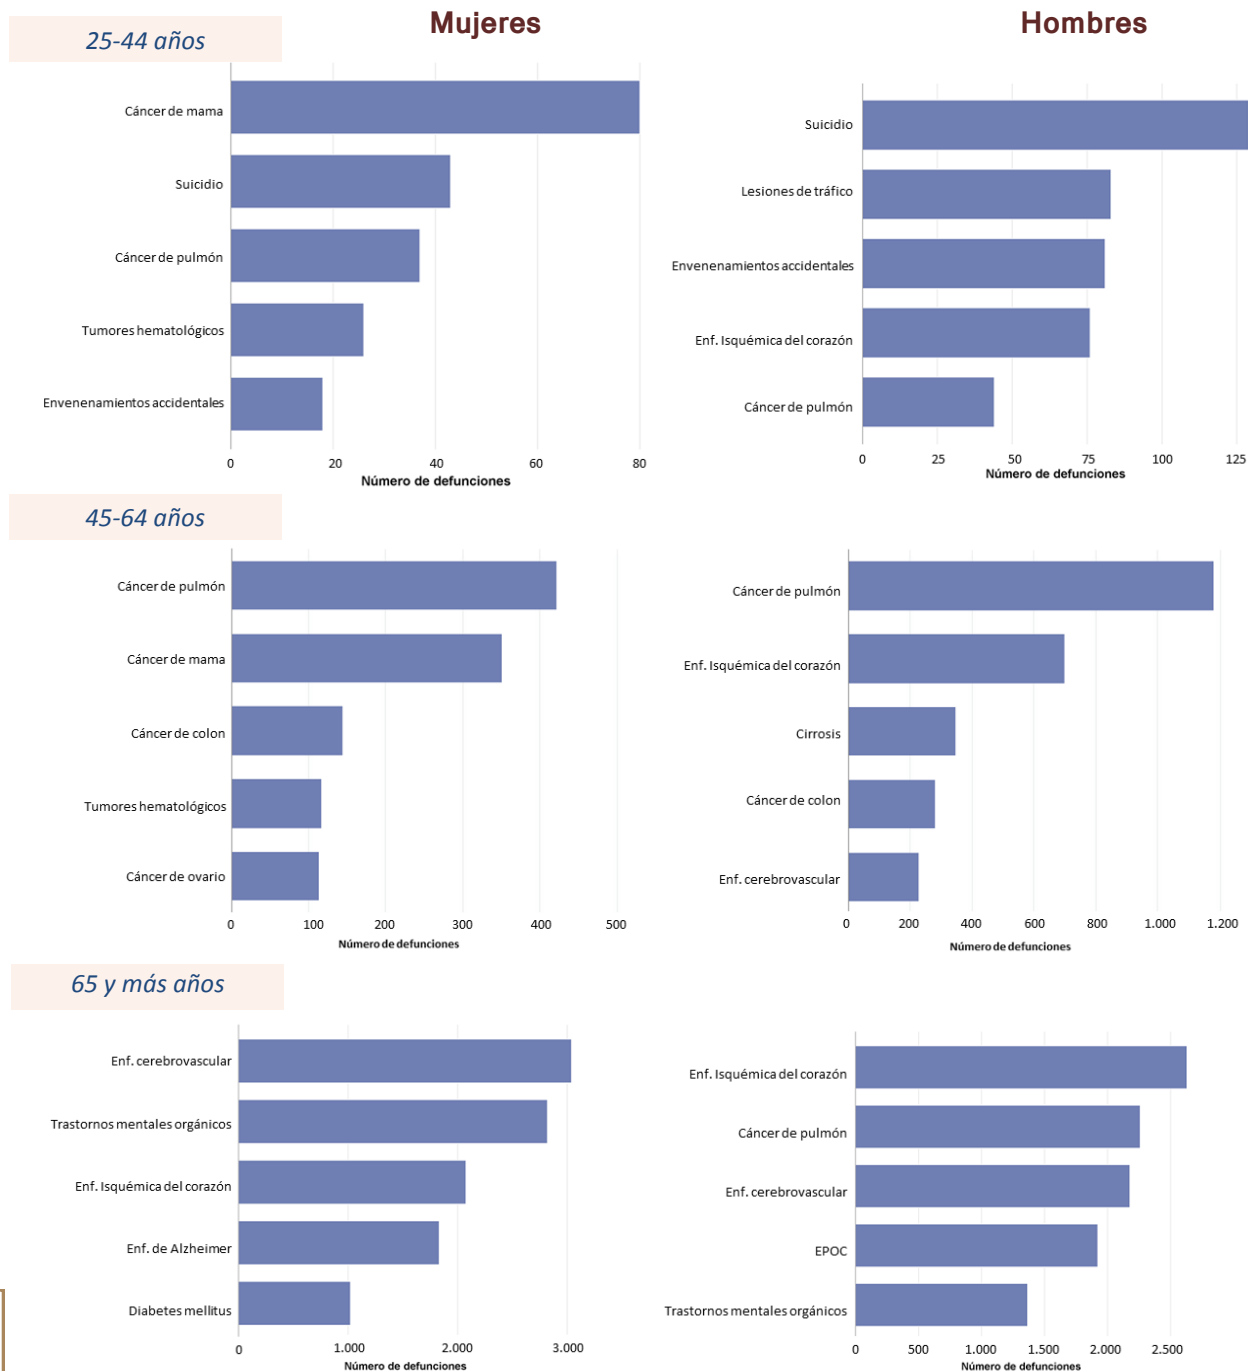 Mujeres
Hombres
25-44 años
Cáncer de mama
Suicidio
Cáncer de pulmón
Tumores hematológicos
Envenenamientos accidentales
0 20 40 60 80
Número de defunciones
Suicidio
Lesiones de tráfico
Envenenamientos accidentales
Enf. Isquémica del corazón
Cáncer de pulmón
0 25 50 75 100 125
Número de defunciones
45-64 años
Cáncer de pulmón
Cáncer de mama
Cáncer de colon
Tumores hematológicos
Cáncer de ovario
0 100 200 300 400 500
Número de defunciones
Cáncer de pulmón
Enf. Isquémica del corazón
Cirrosis
Cáncer de colon
Enf. cerebrovascular
0 200 400 600 800 1.000 1.200
Número de defunciones
65 y más años
Enf. cerebrovascular
Trastornos mentales orgánicos
Enf. Isquémica del corazón
Enf. de Alzheimer
Diabetes mellitus
0 1.000 2.000 3.000
Número de defunciones
Enf. Isquémica del corazón
Cáncer de pulmón
Enf. cerebrovascular
EPOC
Trastornos mentales orgánicos
0 500 1.000 1.500 2.000 2.500
Número de defunciones